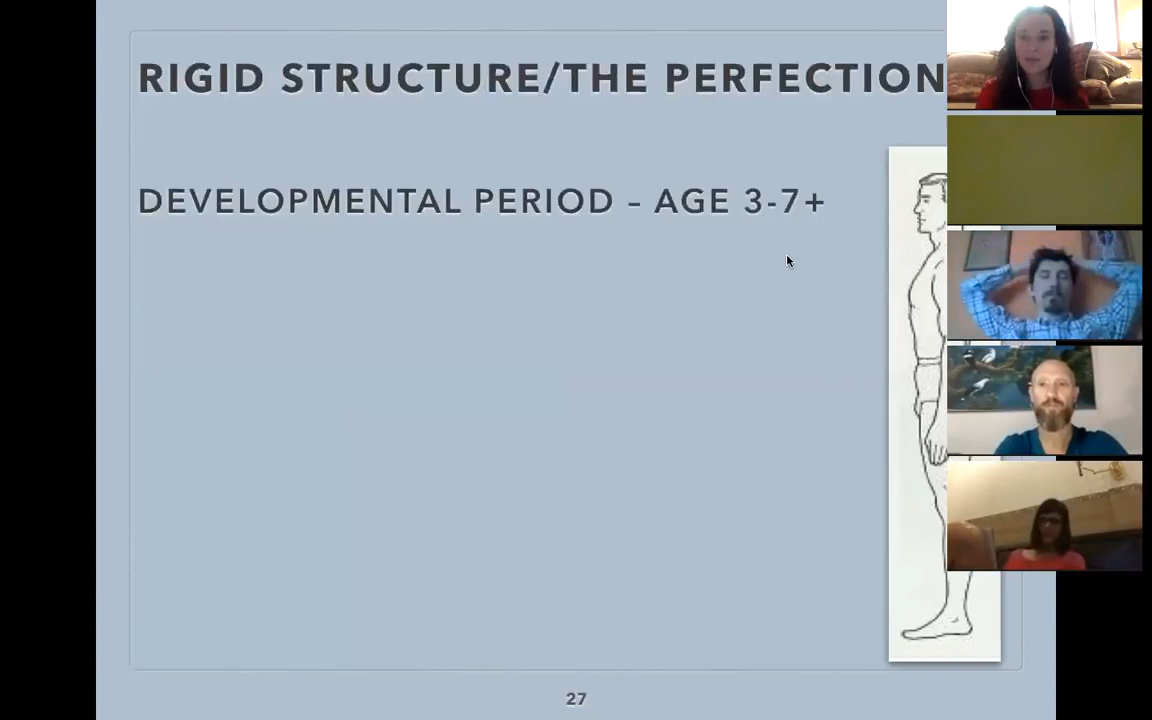 RIGID STRUCTURE/THE PERFECTION
DEVELOPMENTAL PERIOD – AGE 3-7+
27